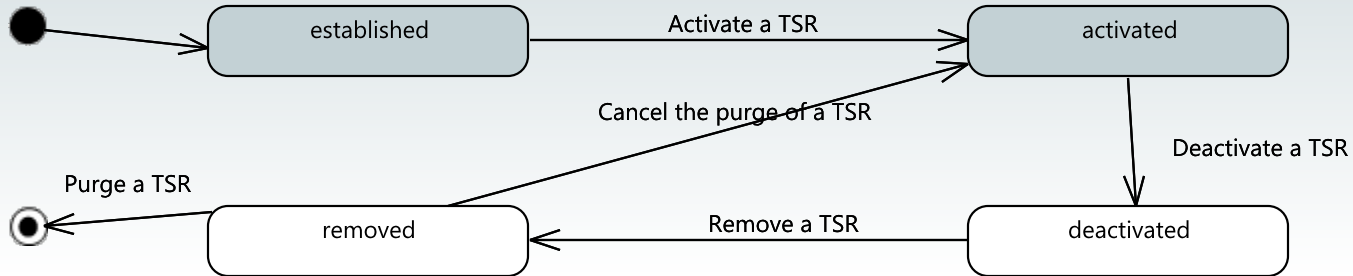 established
Activate a TSR
activated
Cancel the purge of a TSR
Deactivate a TSR
Purge a TSR
removed
Remove a TSR
deactivated